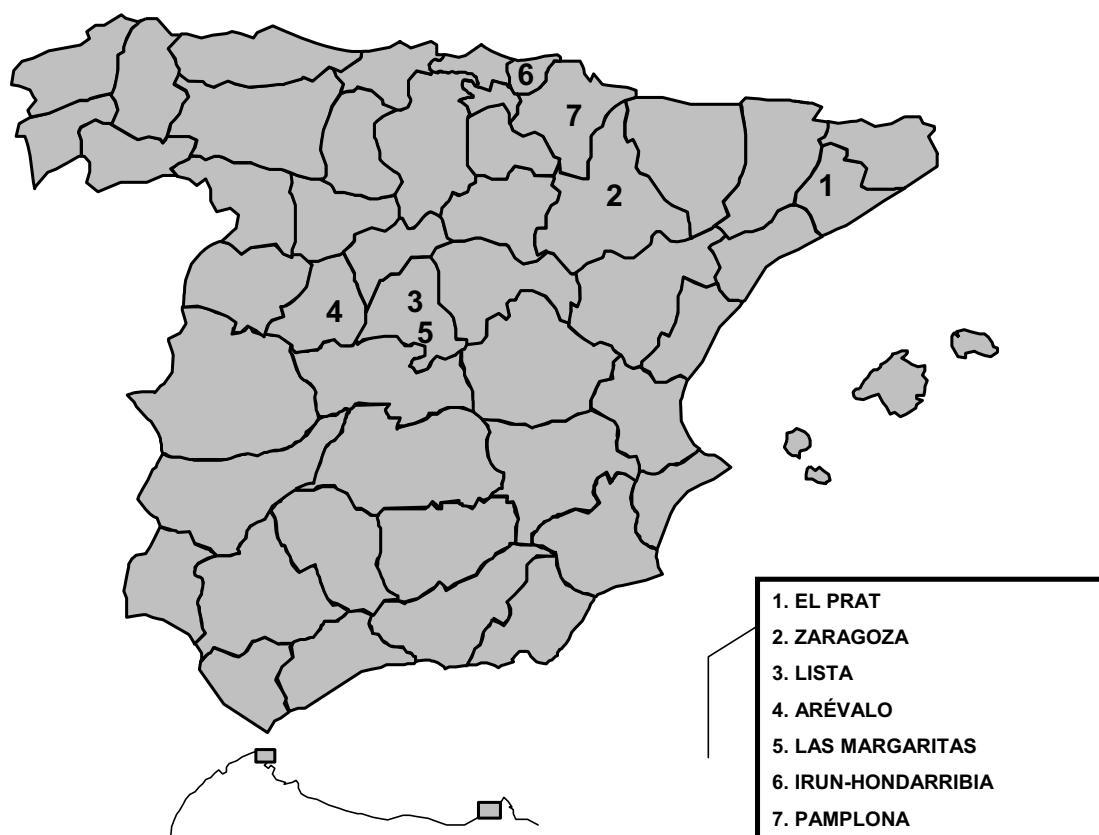 6
7
1
2
3
4
5
1. EL PRAT
2. ZARAGOZA
3. LISTA
4. ARÉVALO
5. LAS MARGARITAS
6. IRUN-HONDARRIBIA
7. PAMPLONA